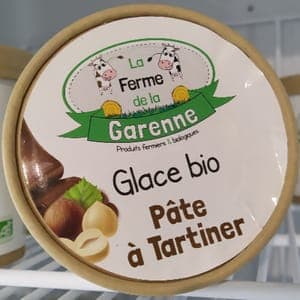 La
Ferme
de la
Garenne
Produits fermiers & biologiques
Glace bio
Pâte
à Tartiner